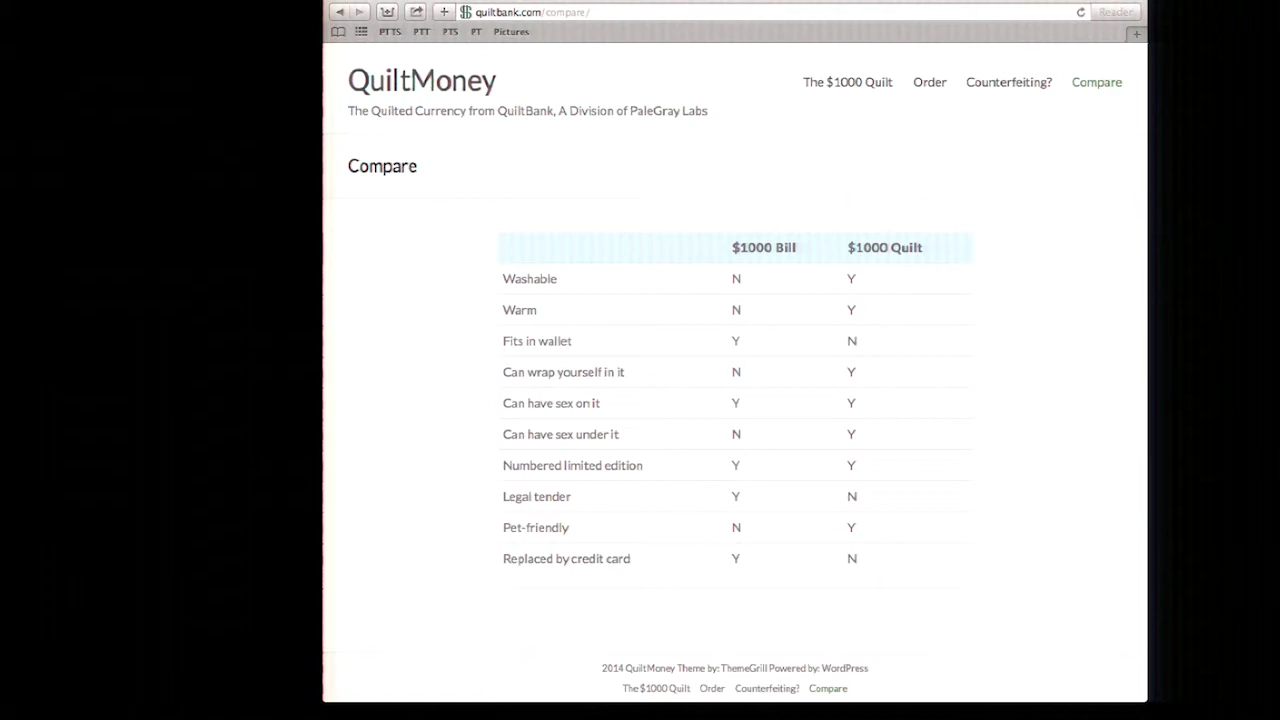 quiltbank.com/compare/
Reader
PTTS PTT PTS PT Pictures
QuiltMoney
The $1000 Quilt Order Counterfeiting? Compare
The Quilted Currency from QuiltBank, A Division of PaleGray Labs
Compare
$1000 Bill $1000 Quilt
Washable N Y
Warm N Y
Fits in wallet Y N
Can wrap yourself in it N Y
Can have sex on it Y Y
Can have sex under it N Y
Numbered limited edition Y Y
Legal tender Y N
Pet-friendly N Y
Replaced by credit card Y N
2014 QuiltMoney Theme by: ThemeGrill Powered by: WordPress
The $1000 Quilt Order Counterfeiting? Compare